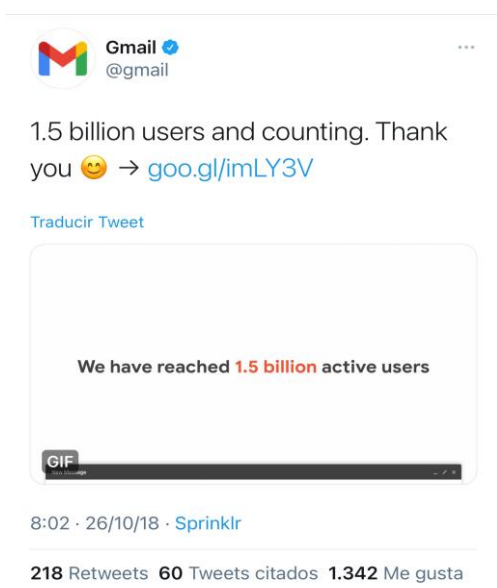 Gmail
@gmail
1.5 billion users and counting. Thank
you 😊 → goo.gl/imLY3V
Traducir Tweet
We have reached 1.5 billion active users
GIF
New Message
8:02 · 26/10/18 · Sprinklr
218 Retweets 60 Tweets citados 1.342 Me gusta